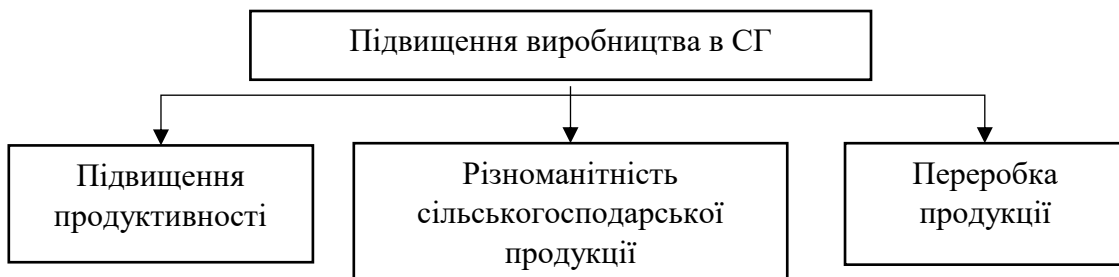 Підвищення виробництва в СГ
Підвищення
продуктивності
Різноманітність
сільськогосподарської
продукції
Переробка
продукції